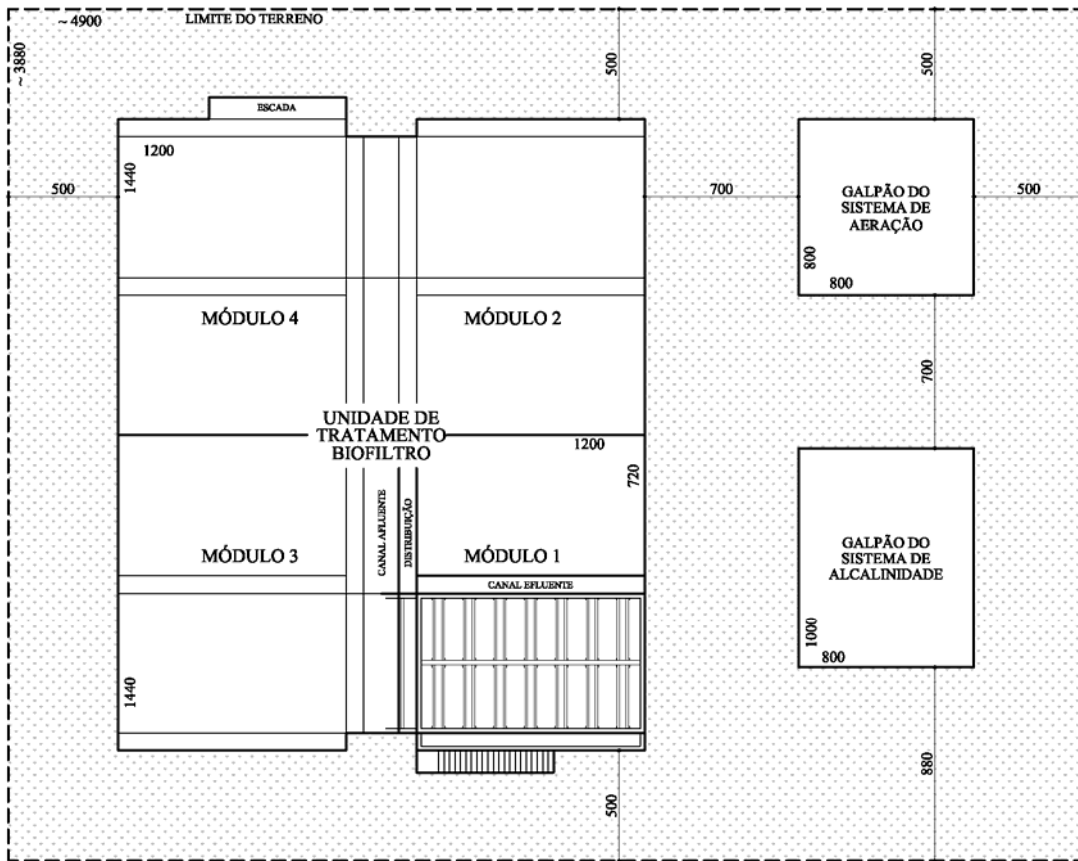 ~ 4900
LIMITE DO TERRENO
~ 3880
500
500
ESCADA
1200
1440
500
700
500
GALPÃO DO
SISTEMA DE
AERAÇÃO
800
800
MÓDULO 4
MÓDULO 2
700
UNIDADE DE
TRATAMENTO
BIOFILTRO
1200
720
CANAL AFLUENTE
DISTRIBUIÇÃO
MÓDULO 3
MÓDULO 1
GALPÃO DO
SISTEMA DE
ALCALINIDADE
CANAL EFLUENTE
1000
800
1440
880
500